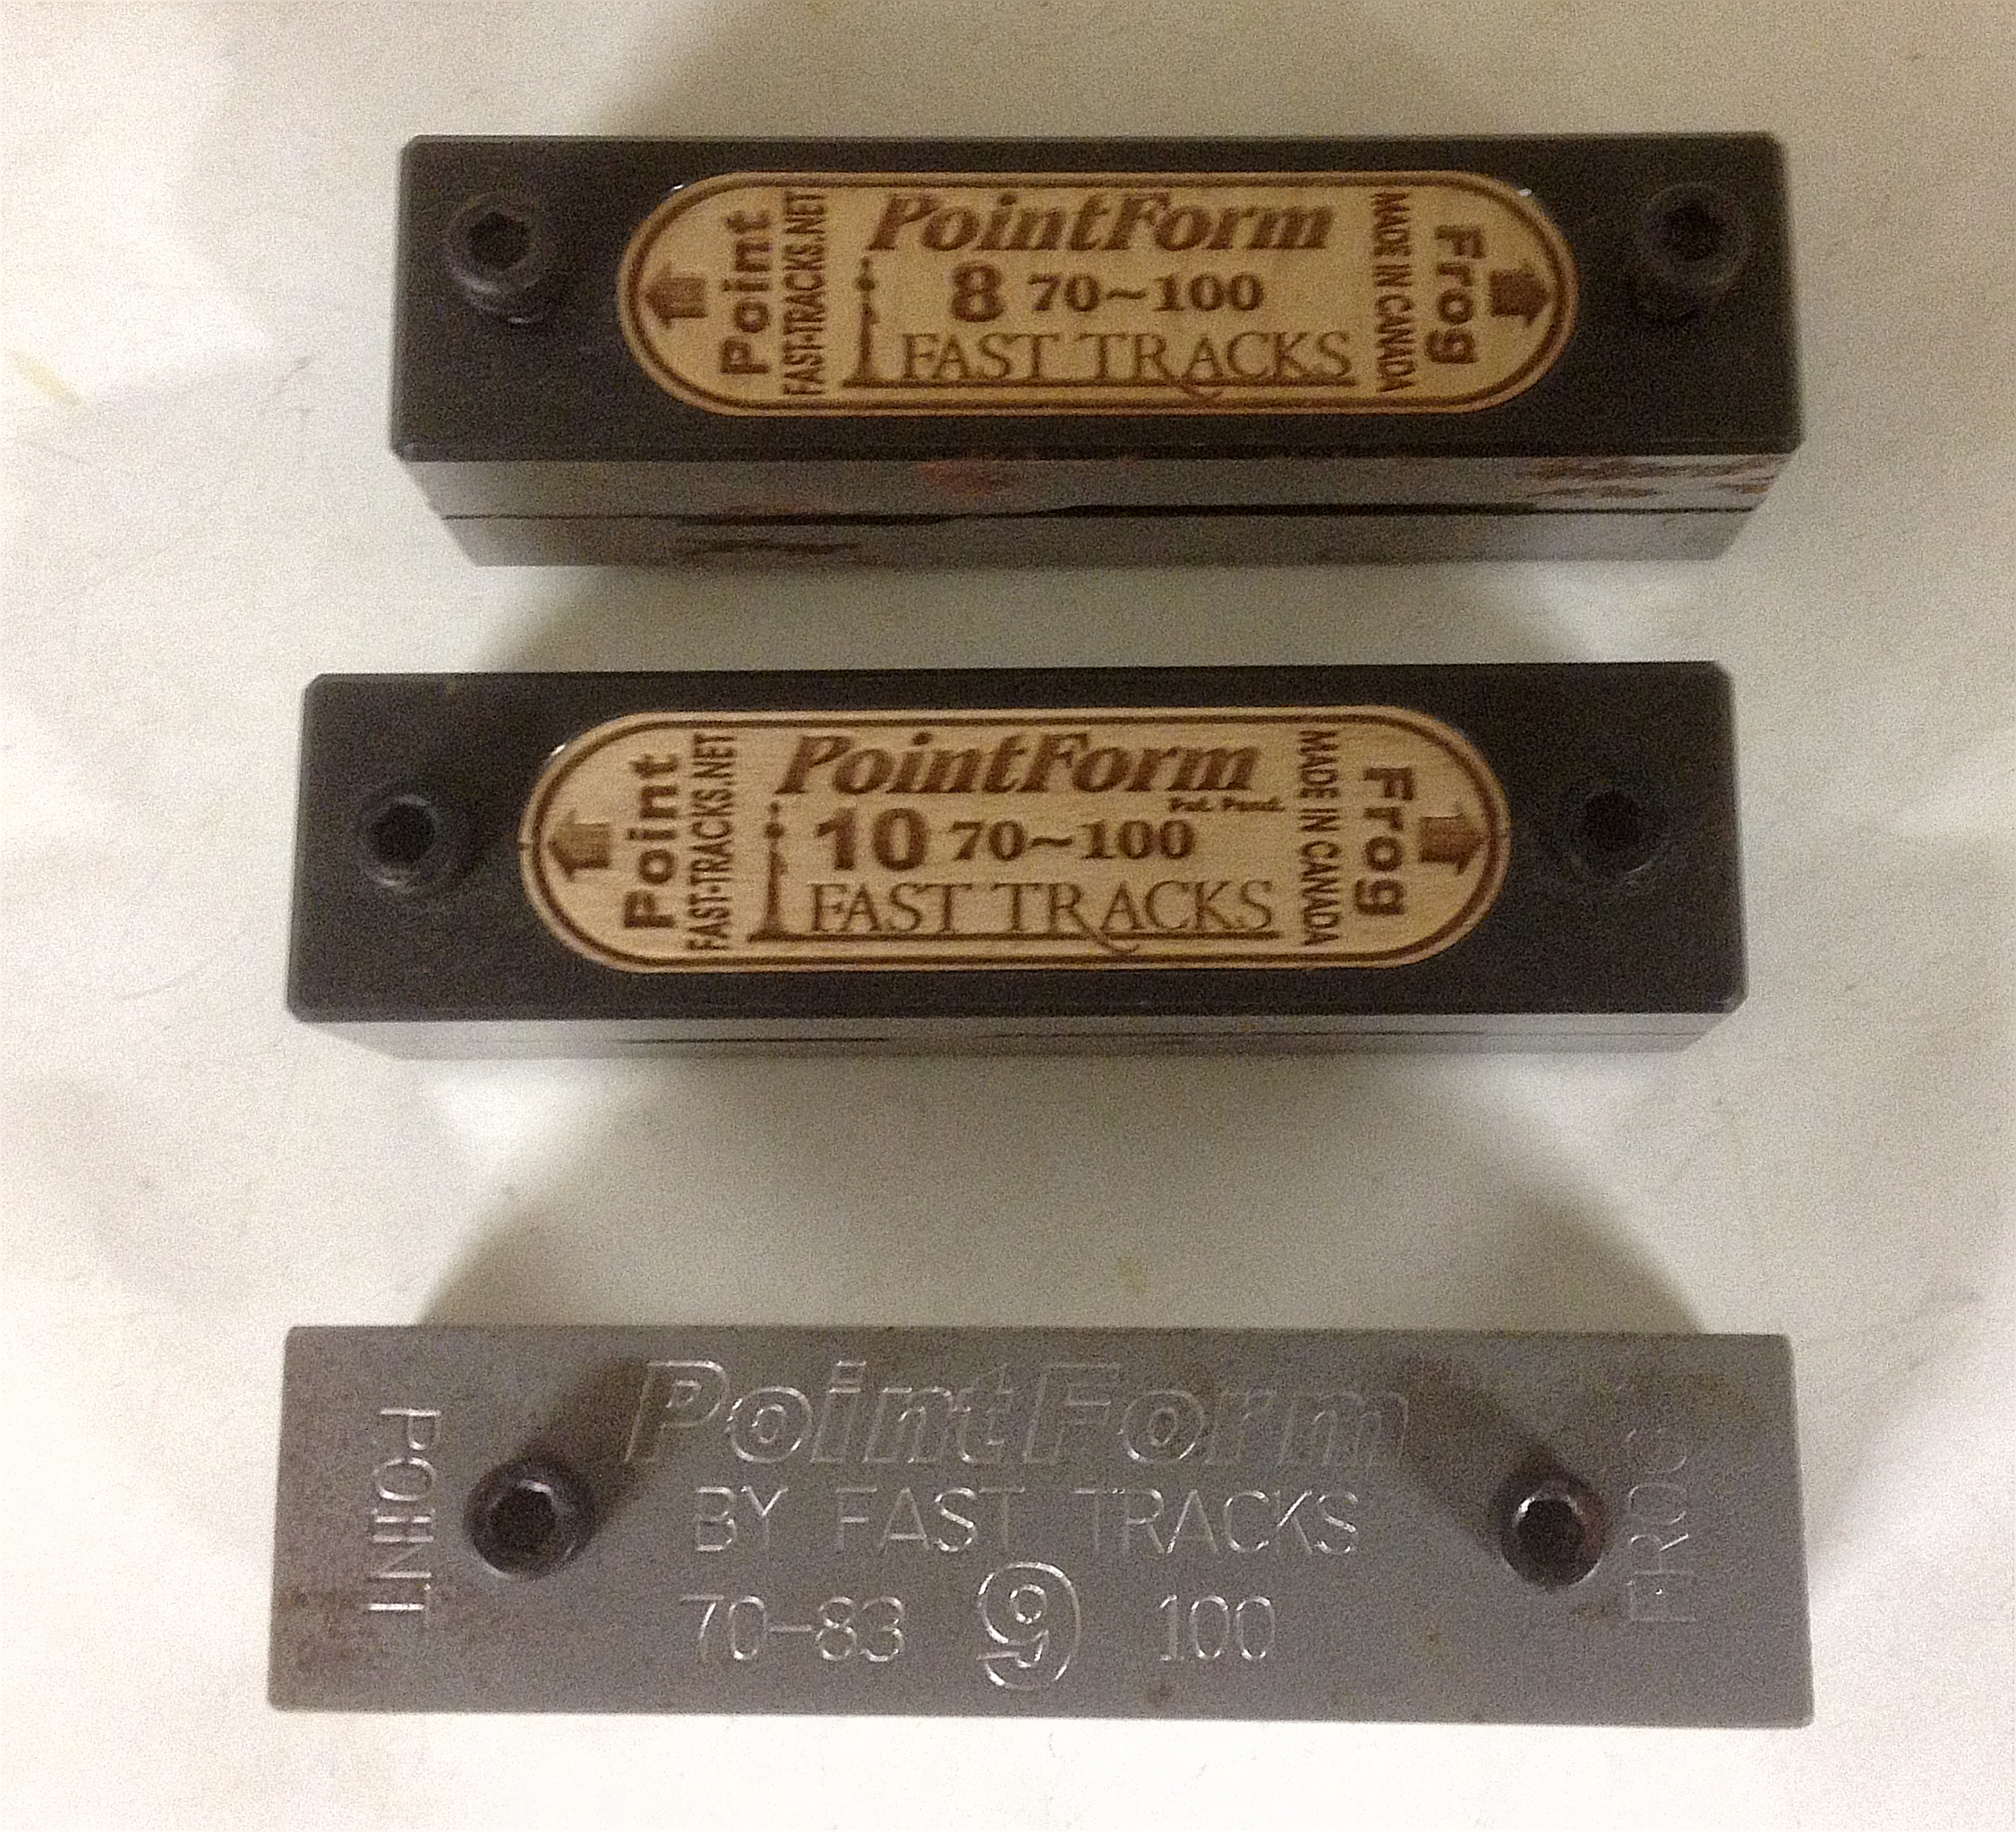 Point
FAST-TRACKS.NET
PointForm
8 70~100
FAST TRACKS
MADE IN CANADA
Frog
Point
FAST-TRACKS.NET
PointForm
Pat. Pend.
10 70~100
FAST TRACKS
MADE IN CANADA
Frog
POINT
PointForm
BY FAST TRACKS
70-83 9 100
FROG